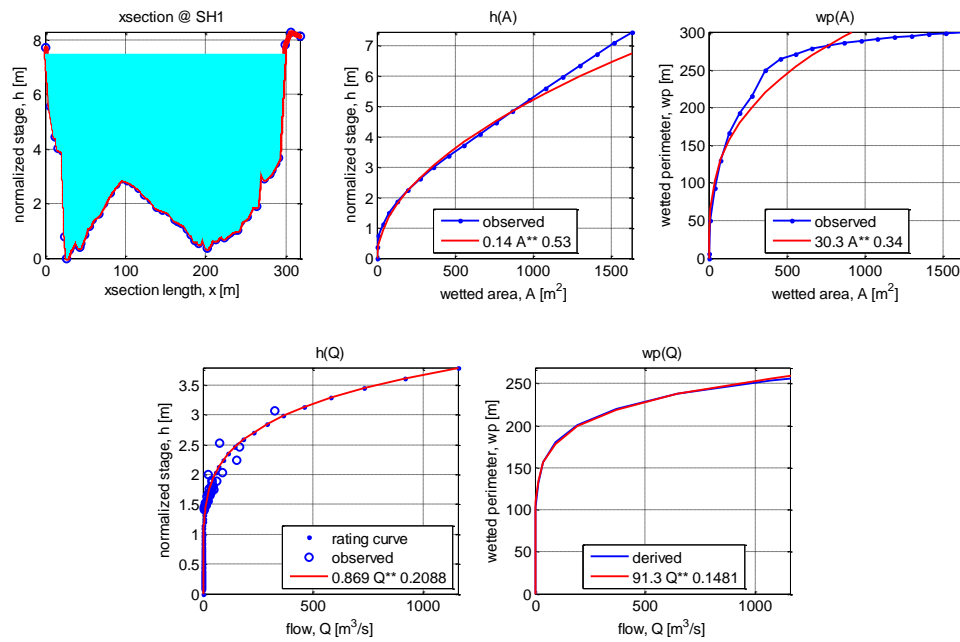 xsection @ SH1
normalized stage, h [m]
8
6
4
2
0
0
100
200
300
xsection length, x [m]
h(A)
normalized stage, h [m]
7
6
5
4
3
2
1
0
0
500
1000
1500
observed
0.14 A** 0.53
wetted area, A [m²]
wp(A)
wetted perimeter, wp [m]
300
250
200
150
100
50
0
0
500
1000
1500
observed
30.3 A** 0.34
wetted area, A [m²]
h(Q)
normalized stage, h [m]
3.5
3
2.5
2
1.5
1
0.5
0
0
500
1000
rating curve
observed
0.869 Q** 0.2088
flow, Q [m³/s]
wp(Q)
wetted perimeter, wp [m]
250
200
150
100
50
0
0
500
1000
derived
91.3 Q** 0.1481
flow, Q [m³/s]